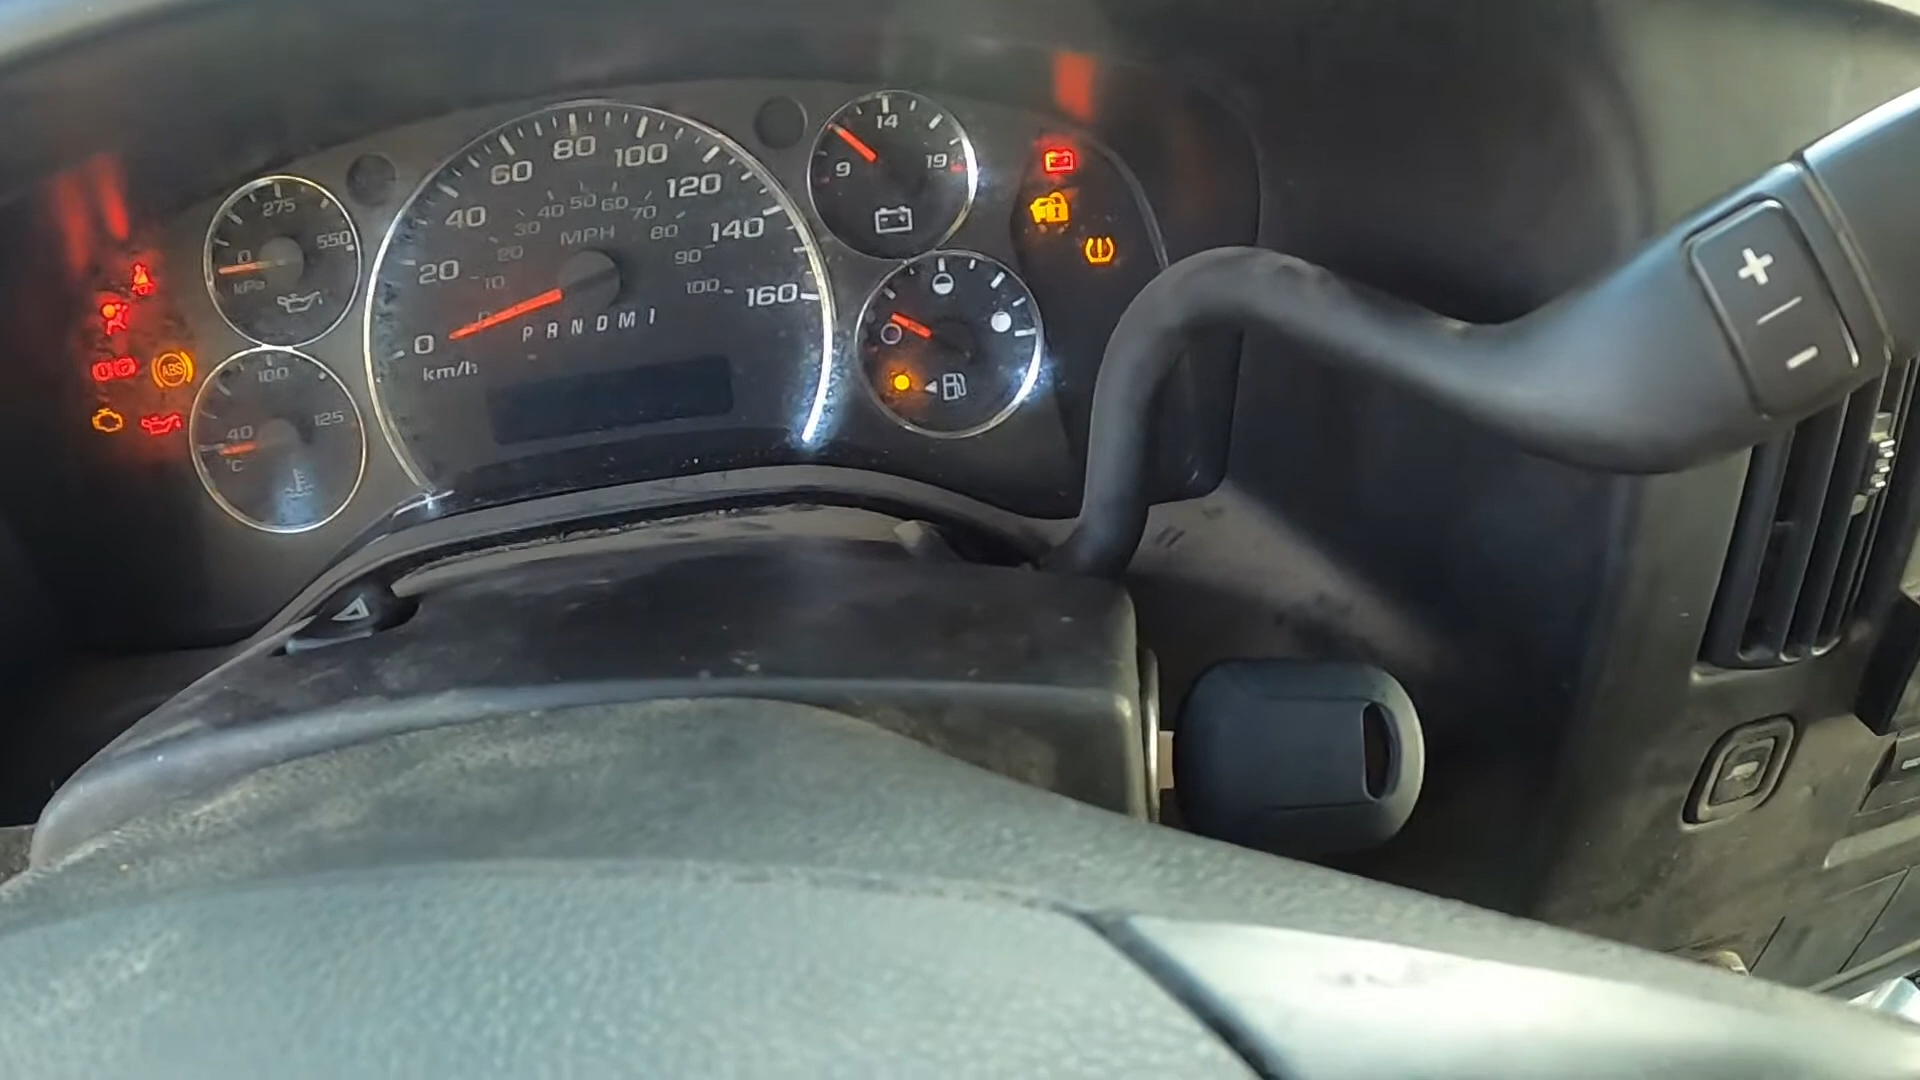 0 275 550
kPa
40 100 125
°C
0 20 40 60 80 100 120 140 160
km/h
0 10 20 30 40 50 60 70 80 90 100
MPH
PRNDM1
9 14 19
ABS
+
–